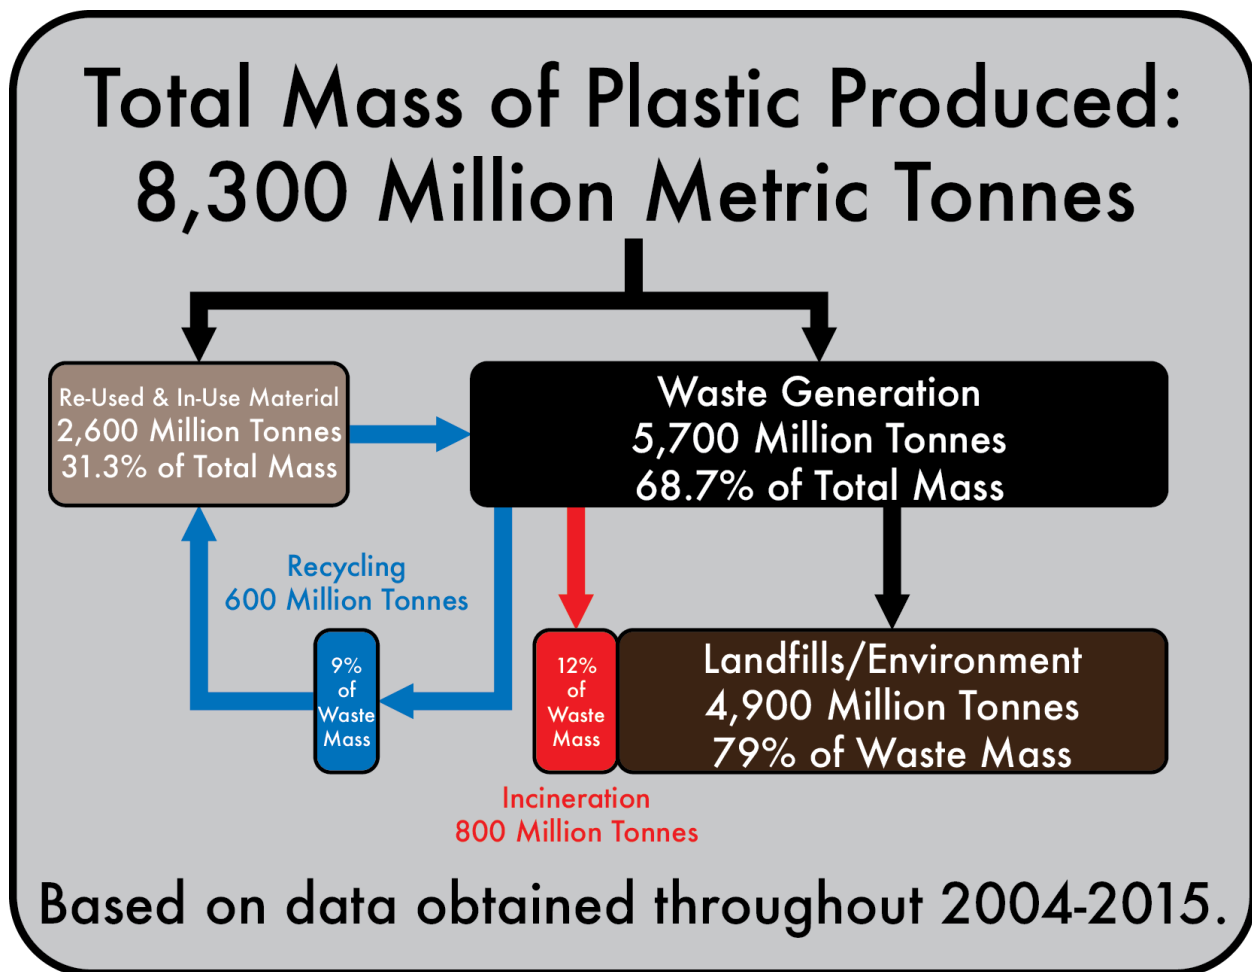 Total Mass of Plastic Produced:
8,300 Million Metric Tonnes
Re-Used & In-Use Material
2,600 Million Tonnes
31.3% of Total Mass
Waste Generation
5,700 Million Tonnes
68.7% of Total Mass
Recycling
600 Million Tonnes
9%
of
Waste
Mass
12%
of
Waste
Mass
Landfills/Environment
4,900 Million Tonnes
79% of Waste Mass
Incineration
800 Million Tonnes
Based on data obtained throughout 2004-2015.